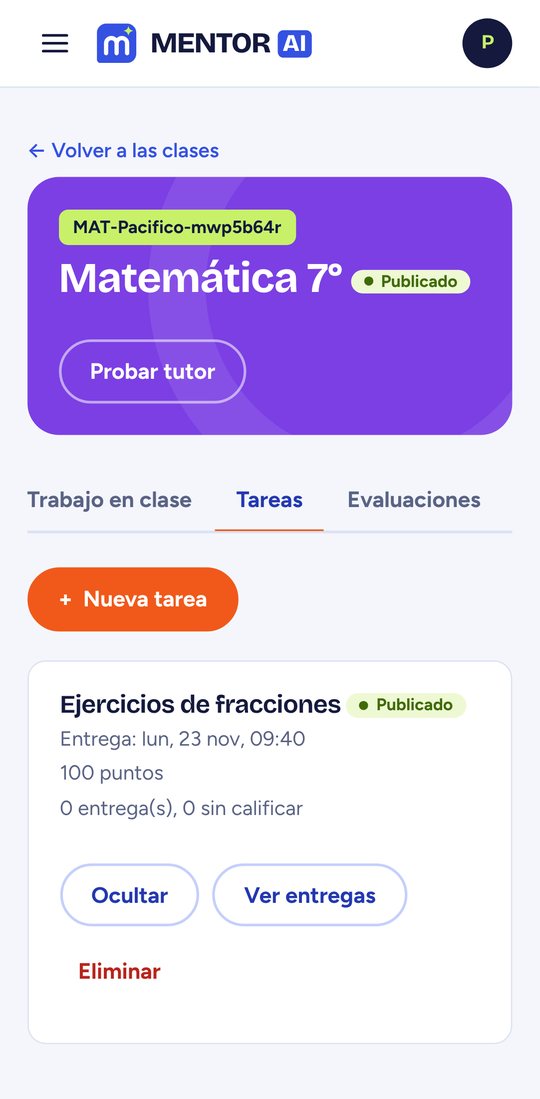 m MENTOR AI
P
← Volver a las clases
MAT-Pacifico-mwp5b64r
Matemática 7º Publicado
Probar tutor
Trabajo en clase Tareas Evaluaciones
+ Nueva tarea
Ejercicios de fracciones Publicado
Entrega: lun, 23 nov, 09:40
100 puntos
0 entrega(s), 0 sin calificar
Ocultar Ver entregas
Eliminar